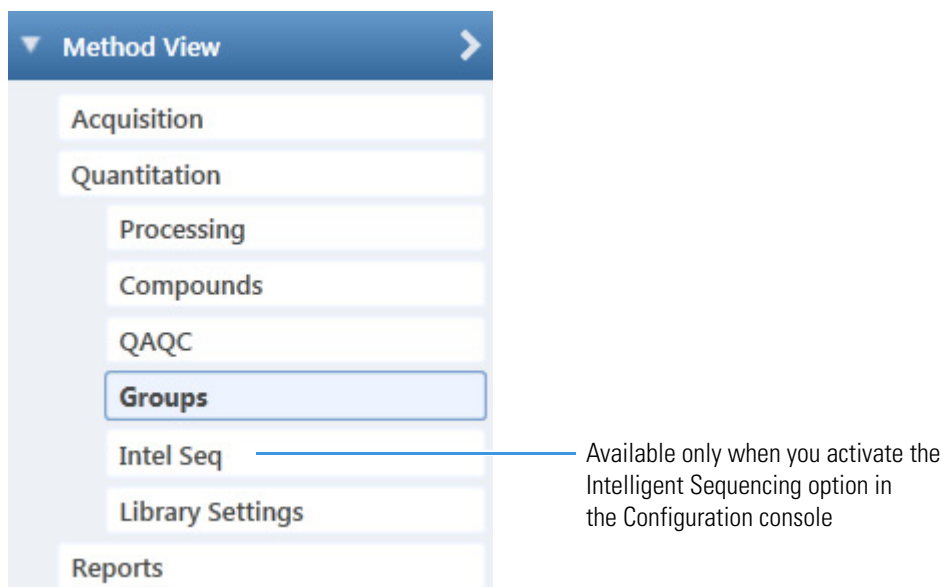 Method View
Acquisition
Quantitation
Processing
Compounds
QAQC
Groups
Intel Seq
Available only when you activate the
Intelligent Sequencing option in
the Configuration console
Library Settings
Reports